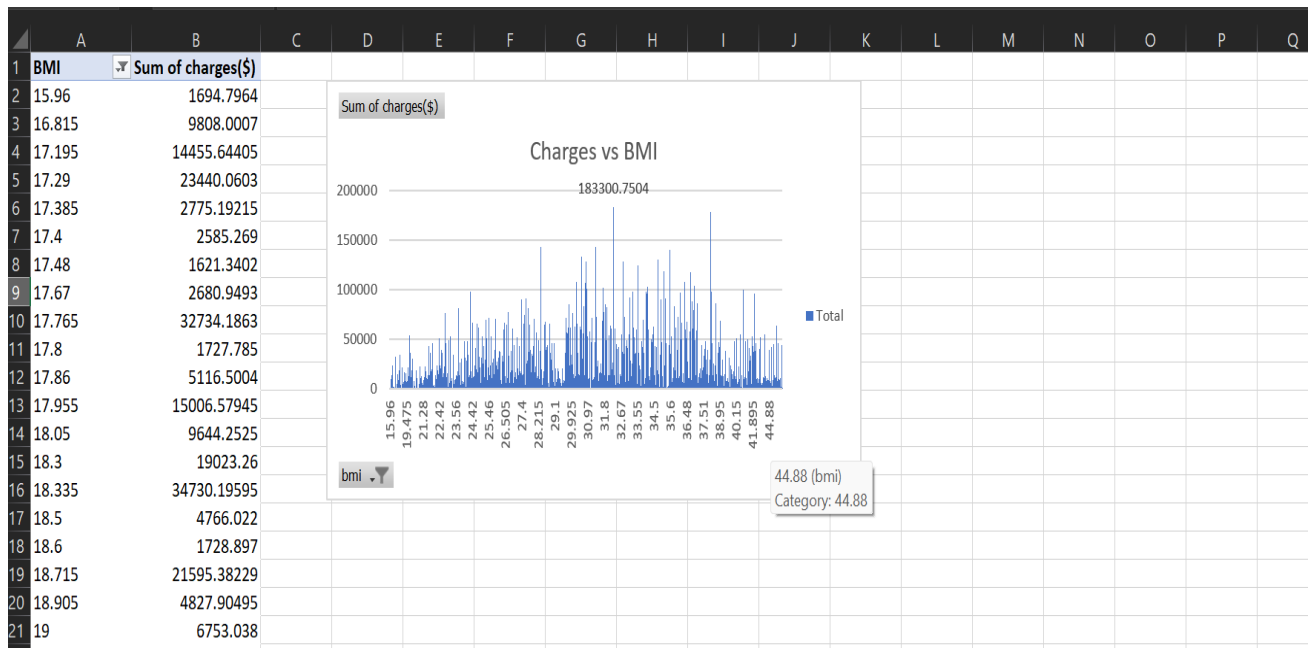 A B C D E F G H I J K L M N O P Q
1 BMI Sum of charges($)
2 15.96 1694.7964
3 16.815 9808.0007
4 17.195 14455.64405
5 17.29 23440.0603
6 17.385 2775.19215
7 17.4 2585.269
8 17.48 1621.3402
9 17.67 2680.9493
10 17.765 32734.1863
11 17.8 1727.785
12 17.86 5116.5004
13 17.955 15006.57945
14 18.05 9644.2525
15 18.3 19023.26
16 18.335 34730.19595
17 18.5 4766.022
18 18.6 1728.897
19 18.715 21595.38229
20 18.905 4827.90495
21 19 6753.038
Sum of charges($)
Charges vs BMI
183300.7504
200000
150000
100000
50000
0
15.96
19.475
21.28
22.42
23.56
24.42
25.46
26.505
27.4
28.215
29.1
29.925
30.97
31.8
32.67
33.55
34.5
35.6
36.48
37.51
38.95
40.15
41.895
44.88
Total
bmi
44.88 (bmi)
Category: 44.88